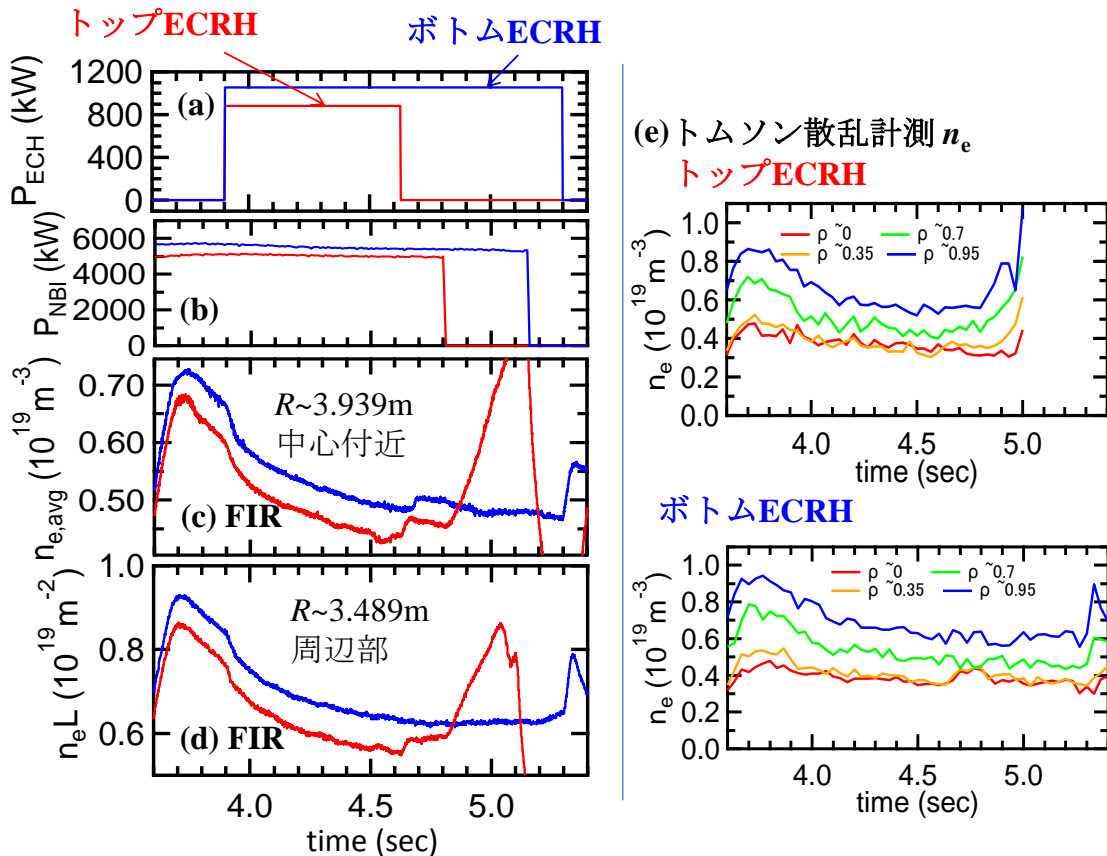 トップECRH
ボトムECRH
(a)
P_ECH (kW)
1200
800
400
0
(b)
P_NBI (kW)
6000
4000
2000
0
R~3.939m
中心付近
(c) FIR
n_e,avg (10^19 m^-3)
0.70
0.60
0.50
R~3.489m
周辺部
(d) FIR
n_eL (10^19 m^-2)
1.0
0.8
0.6
4.0 4.5 5.0
time (sec)
(e)トムソン散乱計測 n_e
トップECRH
ρ ~0 ρ ~0.7
ρ ~0.35 ρ ~0.95
n_e (10^19 m^-3)
1.0
0.8
0.6
0.4
0.2
0.0
4.0 4.5 5.0
time (sec)
ボトムECRH
ρ ~0 ρ ~0.7
ρ ~0.35 ρ ~0.95
n_e (10^19 m^-3)
1.0
0.8
0.6
0.4
0.2
0.0
4.0 4.5 5.0
time (sec)